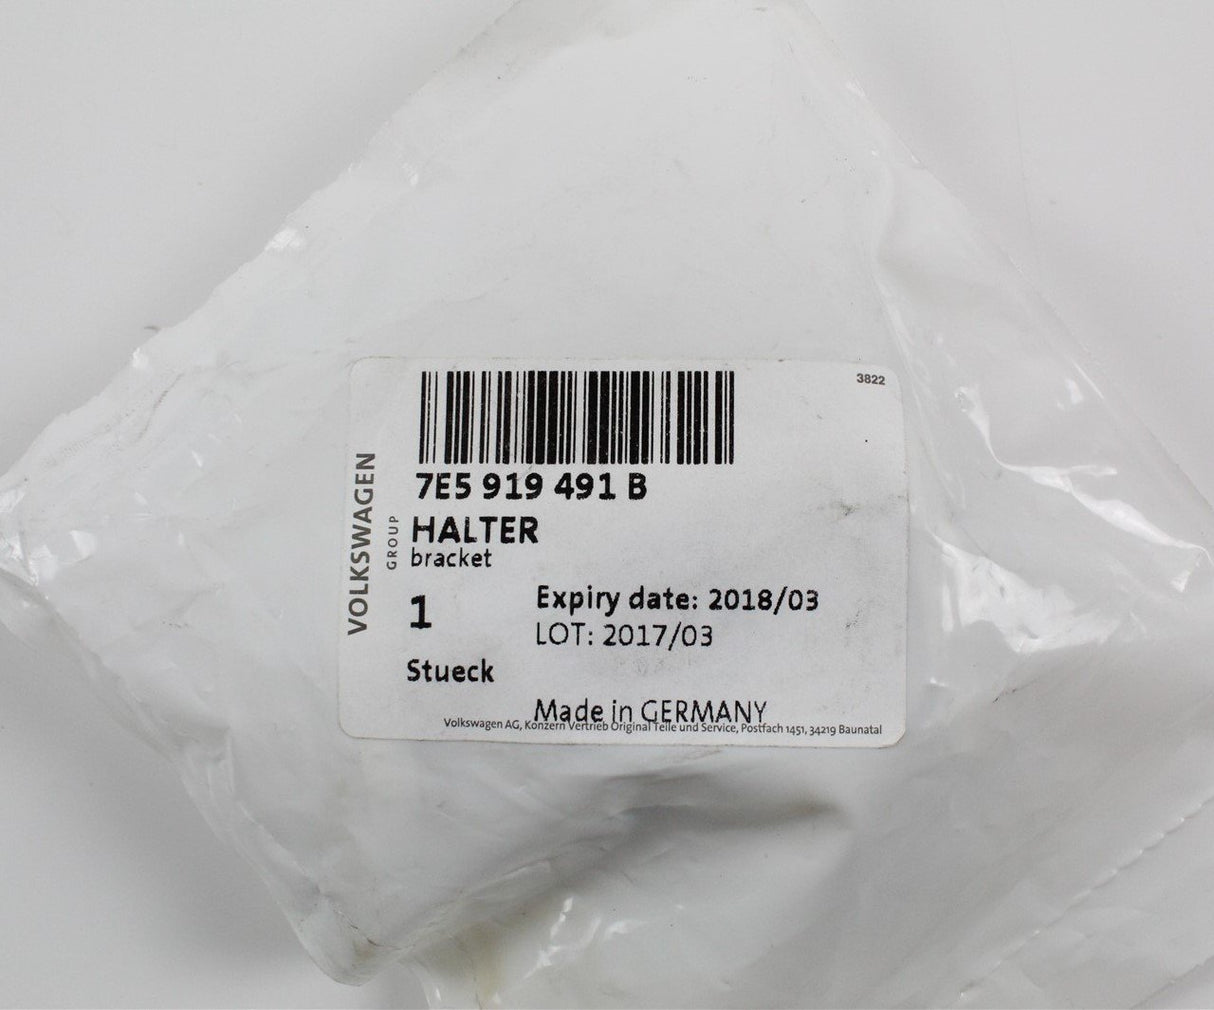 3822
VOLKSWAGEN
GROUP
7E5 919 491 B
HALTER
bracket
1
Expiry date: 2018/03
LOT: 2017/03
Stueck
Made in GERMANY
Volkswagen AG, Konzern Vertrieb Original Teile und Service, Postfach 1451, 34219 Baunatal